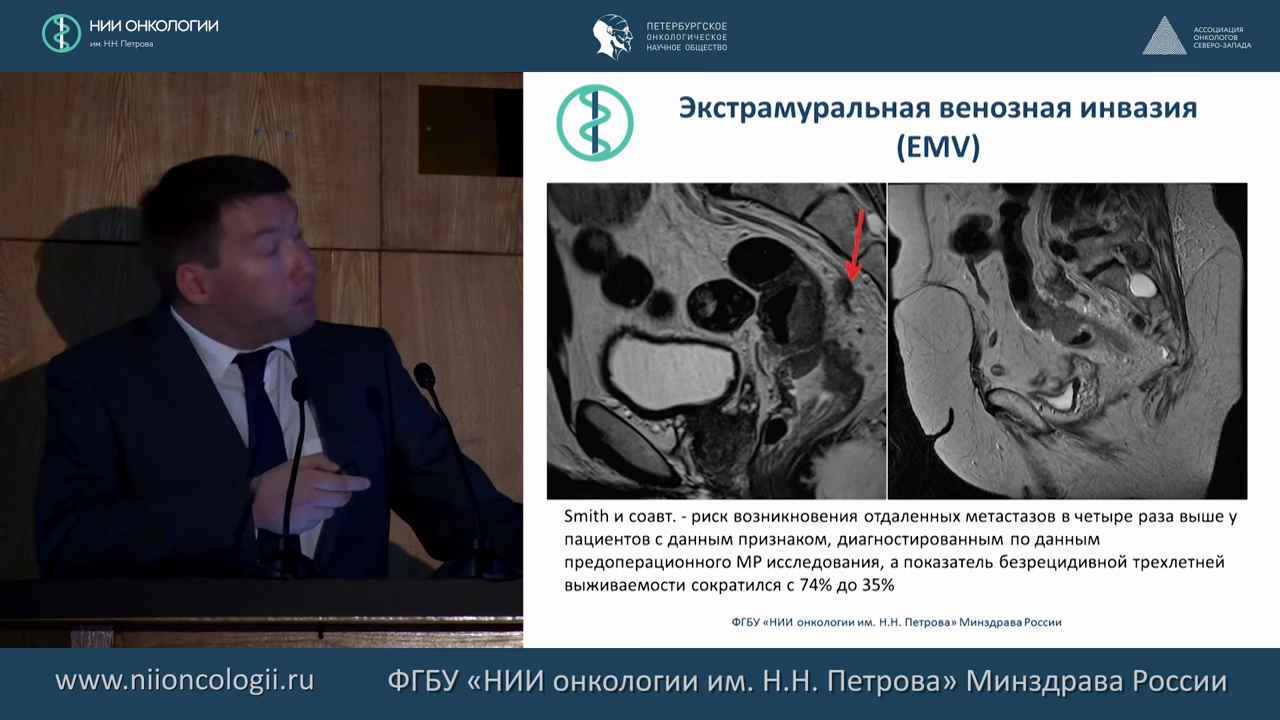 НИИ ОНКОЛОГИИ
им. Н.Н. Петрова
ПЕТЕРБУРГСКОЕ
ОНКОЛОГИЧЕСКОЕ
НАУЧНОЕ ОБЩЕСТВО
АССОЦИАЦИЯ
ОНКОЛОГОВ
СЕВЕРО-ЗАПАДА
Экстрамуральная венозная инвазия
(EMV)
Smith и соавт. - риск возникновения отдаленных метастазов в четыре раза выше у
пациентов с данным признаком, диагностированным по данным
предоперационного МР исследования, а показатель безрецидивной трехлетней
выживаемости сократился с 74% до 35%
ФГБУ «НИИ онкологии им. Н.Н. Петрова» Минздрава России
www.niioncologii.ru
ФГБУ «НИИ онкологии им. Н.Н. Петрова» Минздрава России